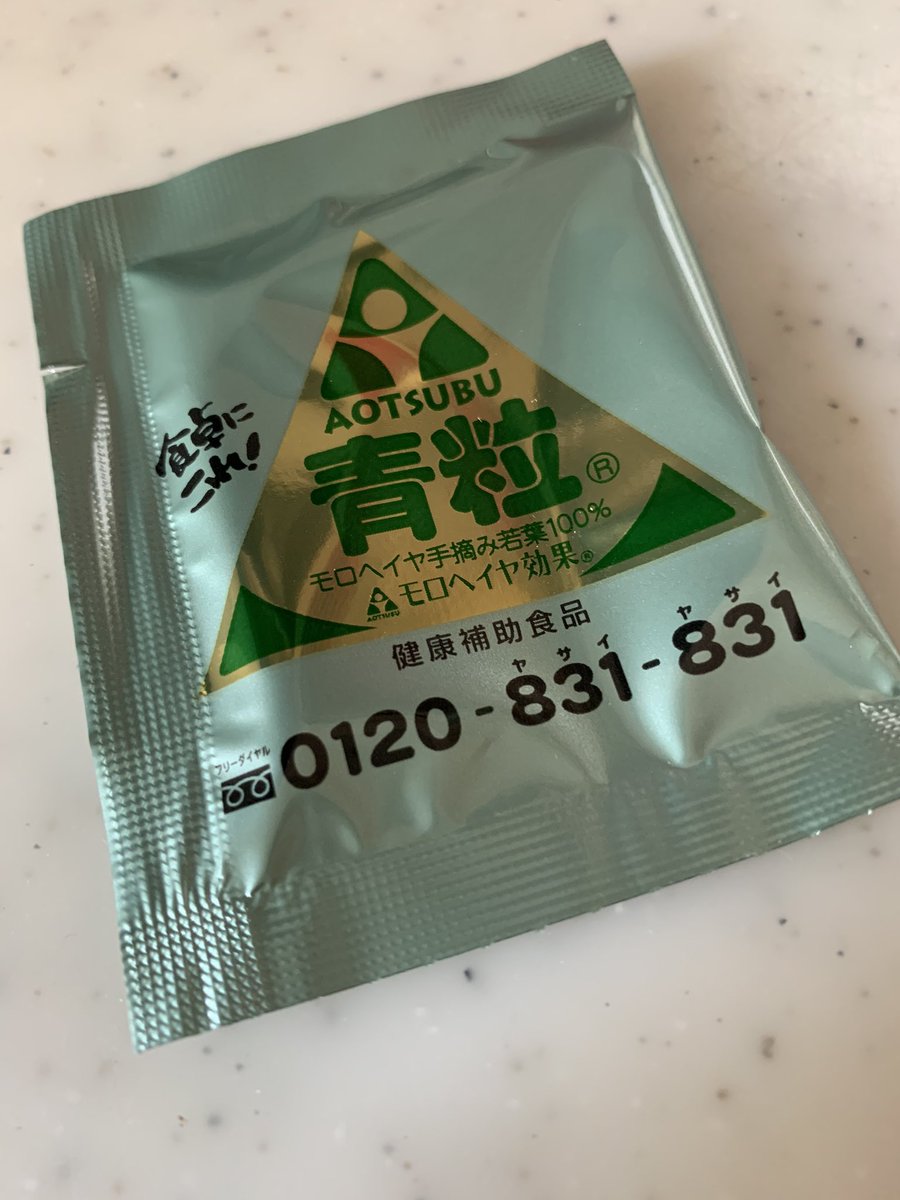 食卓に
これ!
AOTSUBU
青粒®
モロヘイヤ手摘み若葉100%
AOTSUBU モロヘイヤ効果®
健康補助食品
ヤサイ ヤサイ
フリーダイヤル
0120-831-831